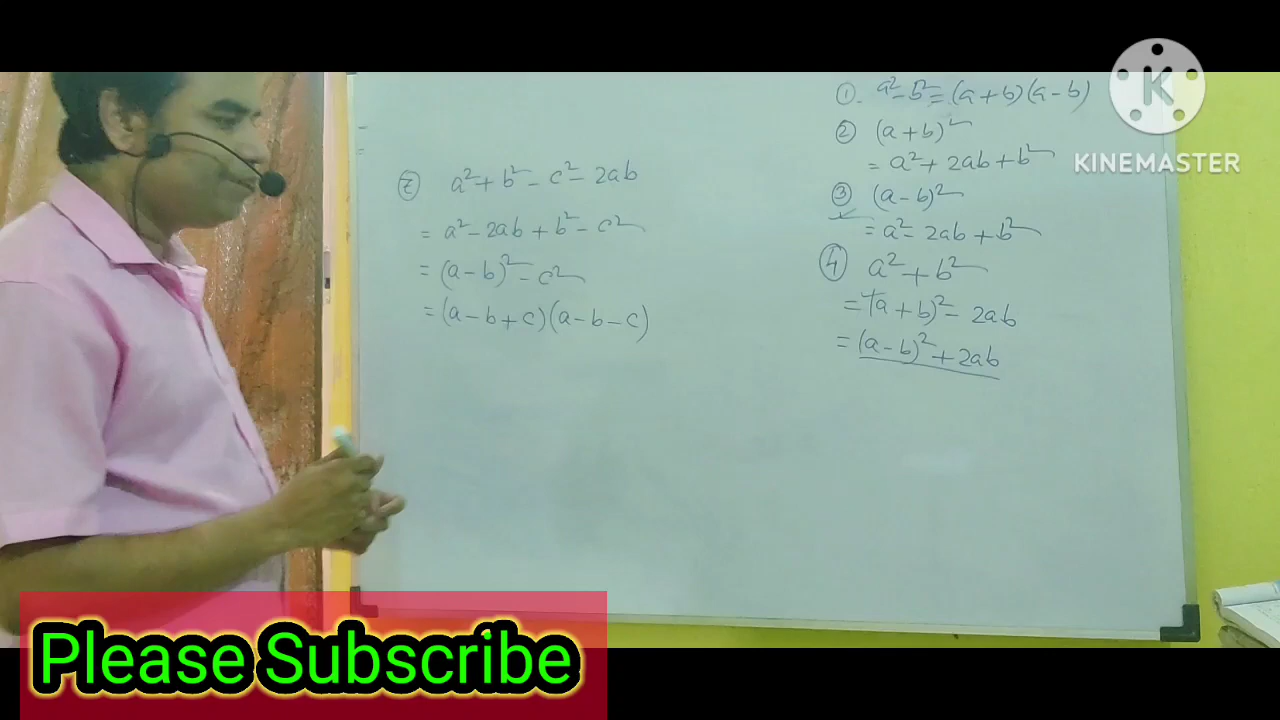 ⑦ a² + b² - c² - 2ab
= a² - 2ab + b² - c²
= (a - b)² - c²
= (a - b + c)(a - b - c)
①. a² - b² = (a + b)(a - b)
② (a + b)²
= a² + 2ab + b²
③ (a - b)²
= a² - 2ab + b²
④ a² + b²
= (a + b)² - 2ab
= (a - b)² + 2ab
K
KINEMASTER
Please Subscribe